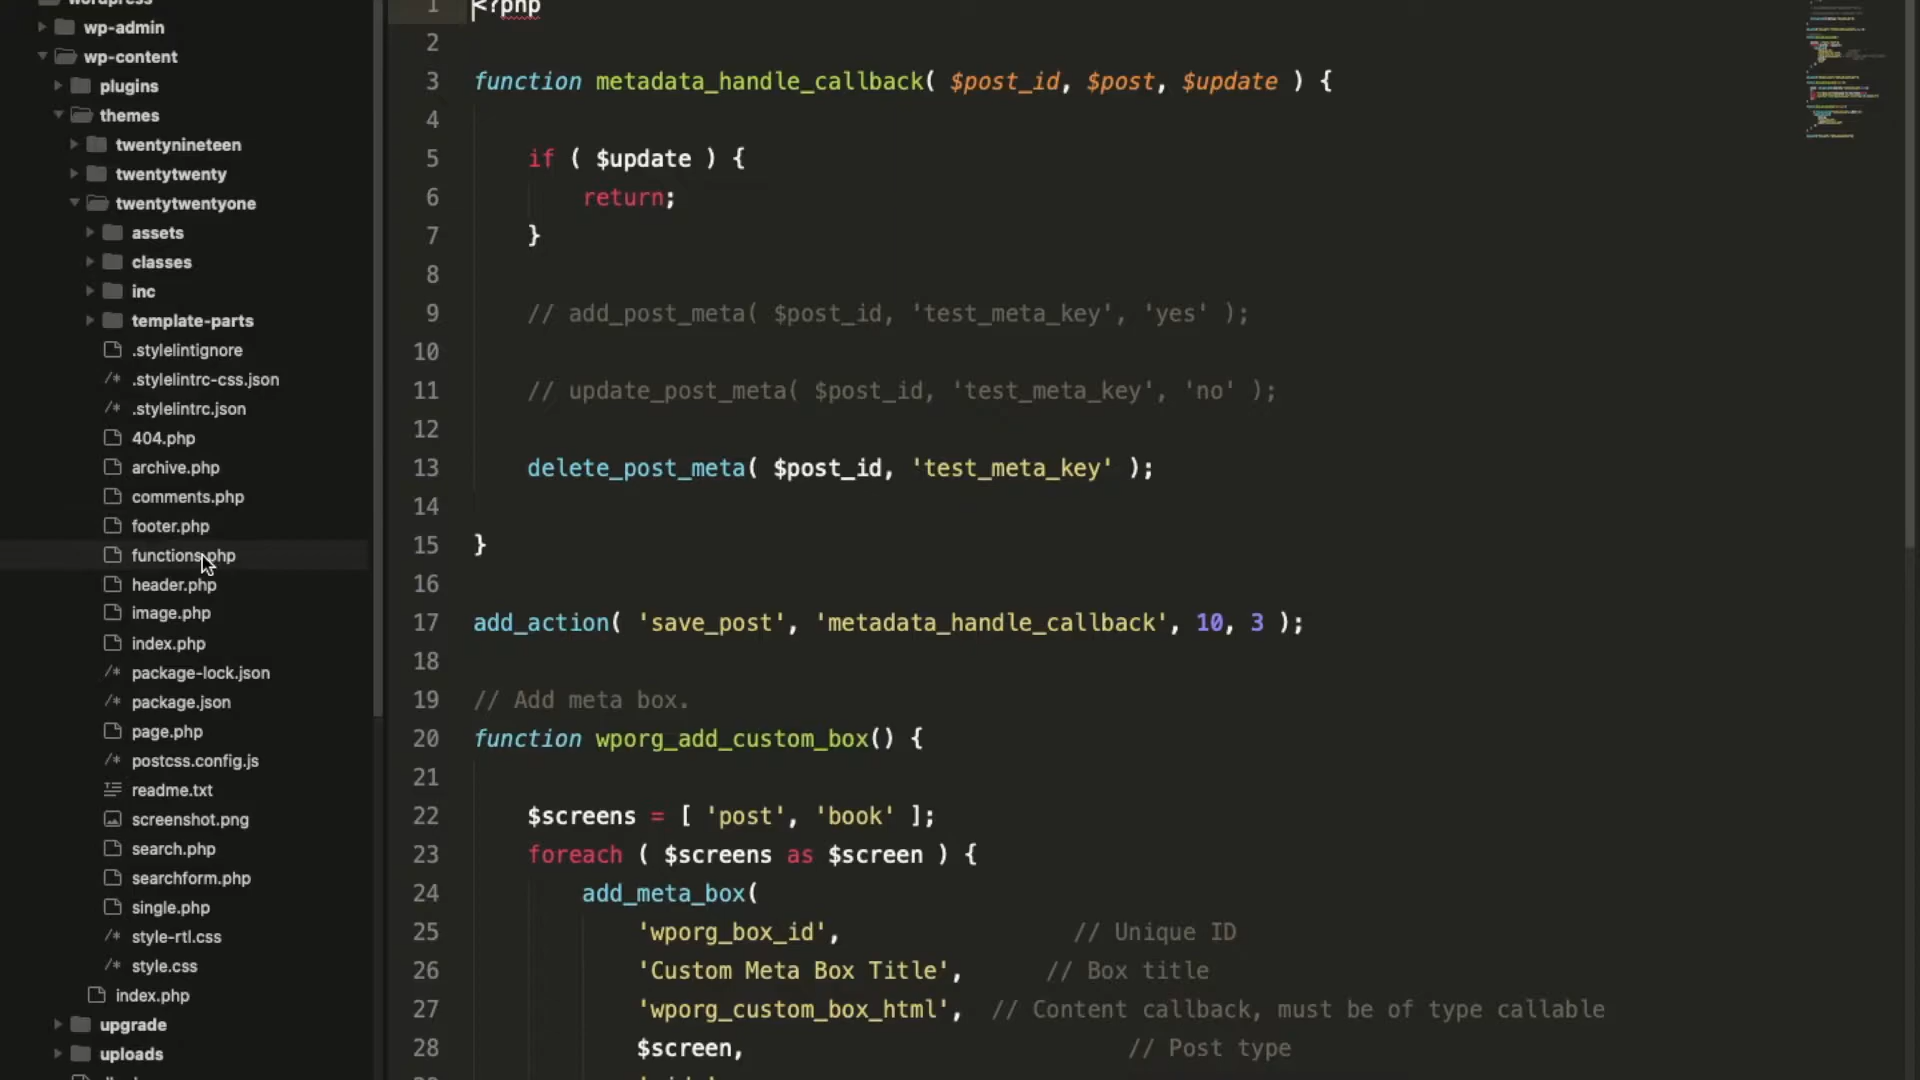 wordpress
wp-admin
wp-content
plugins
themes
twentynineteen
twentytwenty
twentytwentyone
assets
classes
inc
template-parts
.stylelintignore
/* .stylelintrc-css.json
/* .stylelintrc.json
404.php
archive.php
comments.php
footer.php
functions.php
header.php
image.php
index.php
/* package-lock.json
/* package.json
page.php
/* postcss.config.js
readme.txt
screenshot.png
search.php
searchform.php
single.php
/* style-rtl.css
/* style.css
index.php
upgrade
uploads
1 <?php
2
3 function metadata_handle_callback( $post_id, $post, $update ) {
4
5 if ( $update ) {
6 return;
7 }
8
9 // add_post_meta( $post_id, 'test_meta_key', 'yes' );
10
11 // update_post_meta( $post_id, 'test_meta_key', 'no' );
12
13 delete_post_meta( $post_id, 'test_meta_key' );
14
15 }
16
17 add_action( 'save_post', 'metadata_handle_callback', 10, 3 );
18
19 // Add meta box.
20 function wporg_add_custom_box() {
21
22 $screens = [ 'post', 'book' ];
23 foreach ( $screens as $screen ) {
24 add_meta_box(
25 'wporg_box_id', // Unique ID
26 'Custom Meta Box Title', // Box title
27 'wporg_custom_box_html', // Content callback, must be of type callable
28 $screen, // Post type